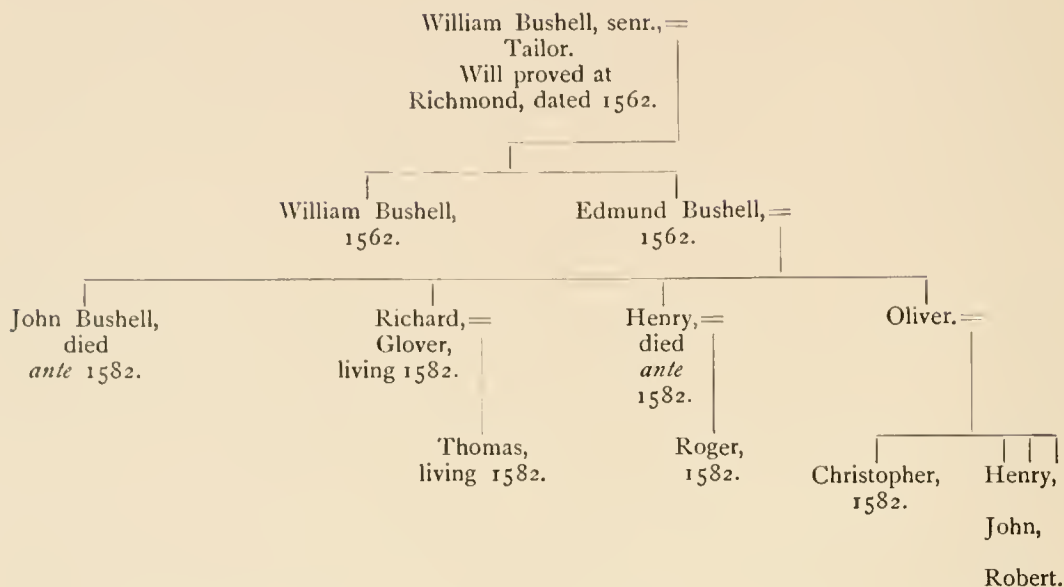 William Bushell, senr., =
Tailor.
Will proved at
Richmond, dated 1562.
William Bushell,
1562.
Edmund Bushell, =
1562.
John Bushell,
died
ante 1582.
Richard, =
Glover,
living 1582.
Henry, =
died
ante
1582.
Oliver. =
Thomas,
living 1582.
Roger,
1582.
Christopher,
1582.
Henry,
John,
Robert.